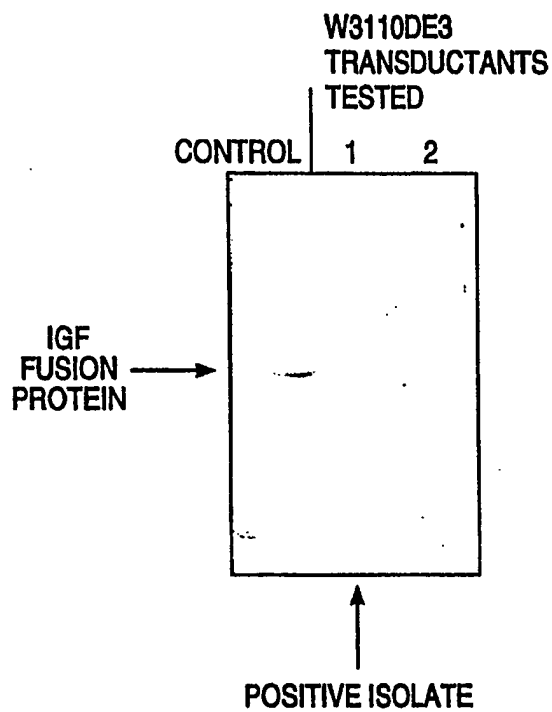 W3110DE3
TRANSDUCTANTS
TESTED
CONTROL 1 2
IGF
FUSION
PROTEIN
POSITIVE ISOLATE